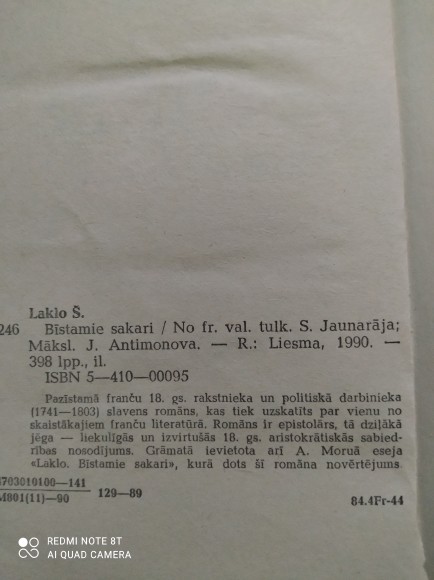 Laklo Š.
246 Bīstamie sakari / No fr. val. tulk. S. Jaunarāja;
Māksl. J. Antimonova. — R.: Liesma, 1990. —
398 lpp., il.
ISBN 5—410—00095
Pazīstamā franču 18. gs. rakstnieka un politiskā darbinieka
(1741—1803) slavens romāns, kas tiek uzskatīts par vienu no
skaistākajiem franču literatūrā. Romāns ir epistolārs, tā dziļākā
jēga — liekulīgās un izvirtušās 18. gs. aristokrātiskās sabied-
rības nosodījums. Grāmatā ievietota arī A. Moruā eseja
«Laklo. Bīstamie sakari», kurā dots šī romāna novērtējums.
4703010100—141
M801(11)—90
129—89
84.4Fr-44
REDMI NOTE 8T
AI QUAD CAMERA